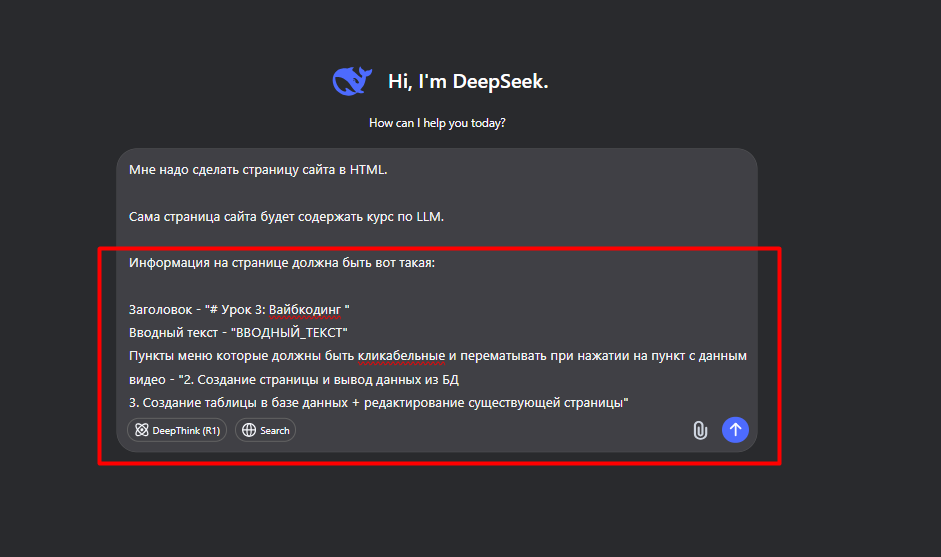 Hi, I'm DeepSeek.
How can I help you today?
Мне надо сделать страницу сайта в HTML.
Сама страница сайта будет содержать курс по LLM.
Информация на странице должна быть вот такая:
Заголовок - "# Урок 3: Вайбкодинг "
Вводный текст - "ВВОДНЫЙ_ТЕКСТ"
Пункты меню которые должны быть кликабельные и перематывать при нажатии на пункт с данным
видео - "2. Создание страницы и вывод данных из БД
3. Создание таблицы в базе данных + редактирование существующей страницы"
DeepThink (R1) Search